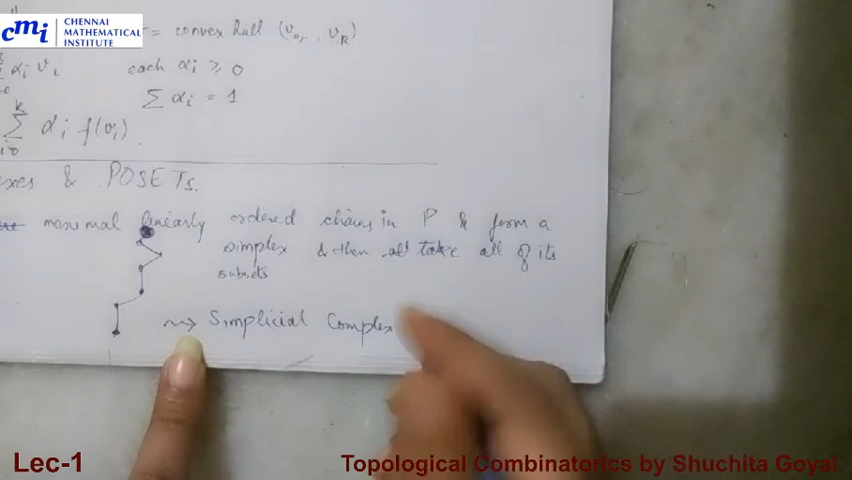 cmi CHENNAI MATHEMATICAL INSTITUTE
= convex hull (v₀, , v_k)
αᵢ vᵢ each αᵢ ≥ 0
Σ αᵢ = 1
Σ αᵢ f(vᵢ).
& POSETs.
maximal linearly ordered chains in P & form a
simplex & then take all of its
subsets
⇝ Simplicial Complex
Lec-1
Topological Combinatorics by Shuchita Goyal